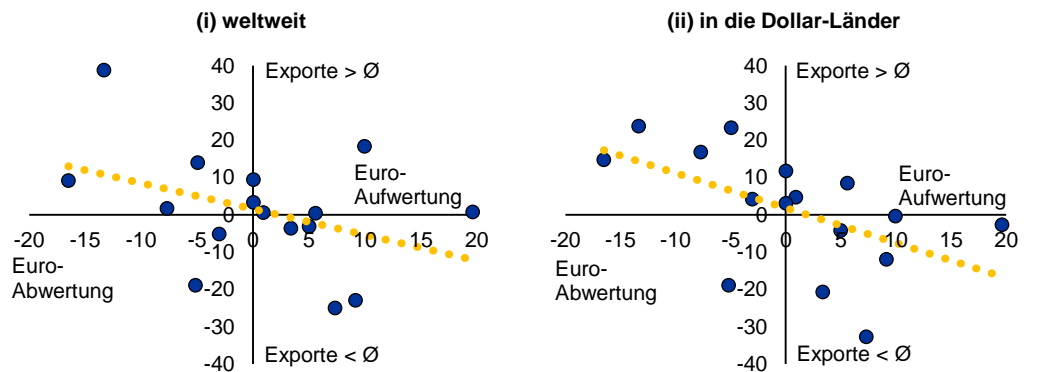 (i) weltweit
40
Exporte > Ø
30
20
10
Euro-
Aufwertung
0
-20 -15 -10 -5 0 5 10 15 20
-10
Euro-
Abwertung
-20
-30
Exporte < Ø
-40
(ii) in die Dollar-Länder
40
Exporte > Ø
30
20
10
Euro-
Aufwertung
0
-20 -15 -10 -5 0 5 10 15 20
-10
Euro-
Abwertung
-20
-30
Exporte < Ø
-40